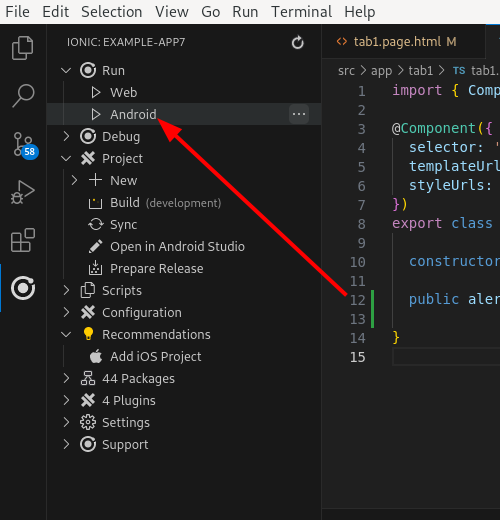 File Edit Selection View Go Run Terminal Help
IONIC: EXAMPLE-APP7
Run
Web
Android
Debug
Project
New
Build (development)
Sync
Open in Android Studio
Prepare Release
Scripts
Configuration
Recommendations
Add iOS Project
44 Packages
4 Plugins
Settings
Support
58
tab1.page.html M
src > app > tab1 > TS tab1.
1 import { Comp
2
3 @Component({
4 selector: '
5 templateUrl
6 styleUrls:
7 })
8 export class
9
10 constructor
11
12 public aler
13
14 }
15